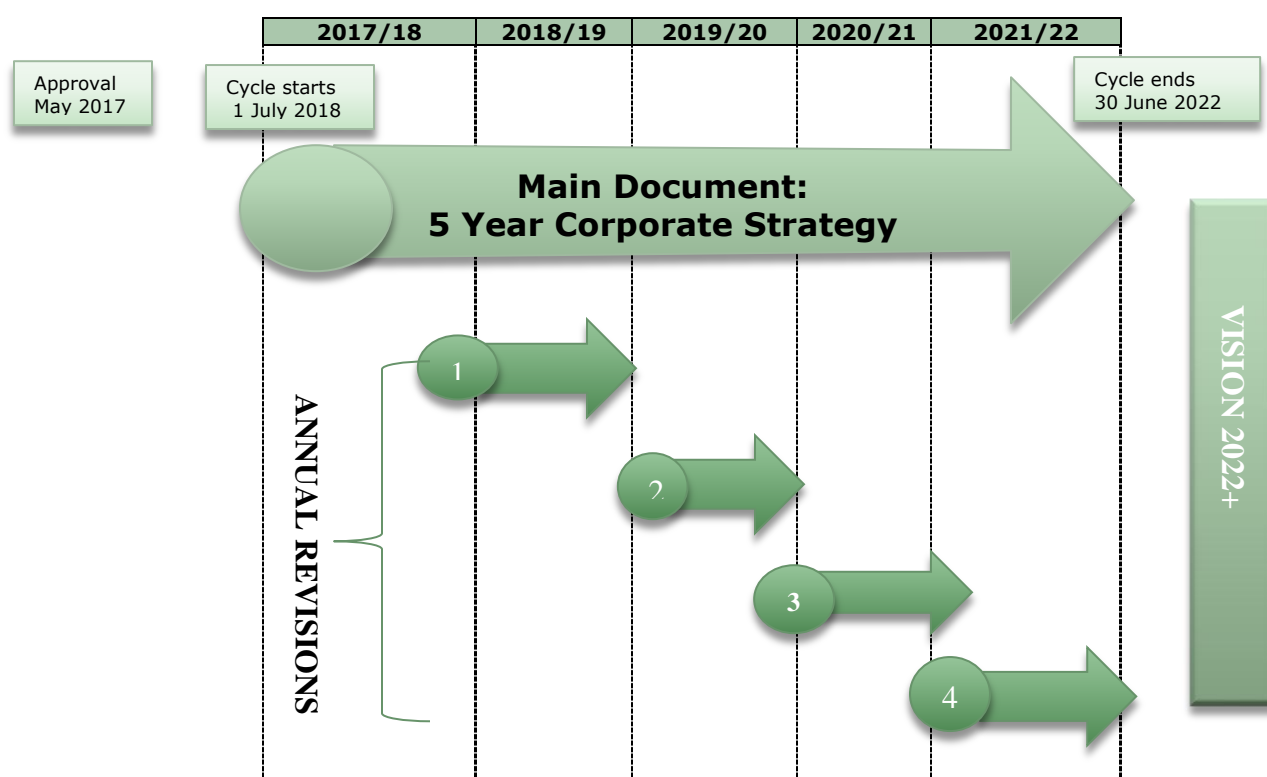 2017/18 2018/19 2019/20 2020/21 2021/22
Approval
May 2017
Cycle starts
1 July 2018
Cycle ends
30 June 2022
Main Document:
5 Year Corporate Strategy
ANNUAL REVISIONS
1
2
3
4
VISION 2022+